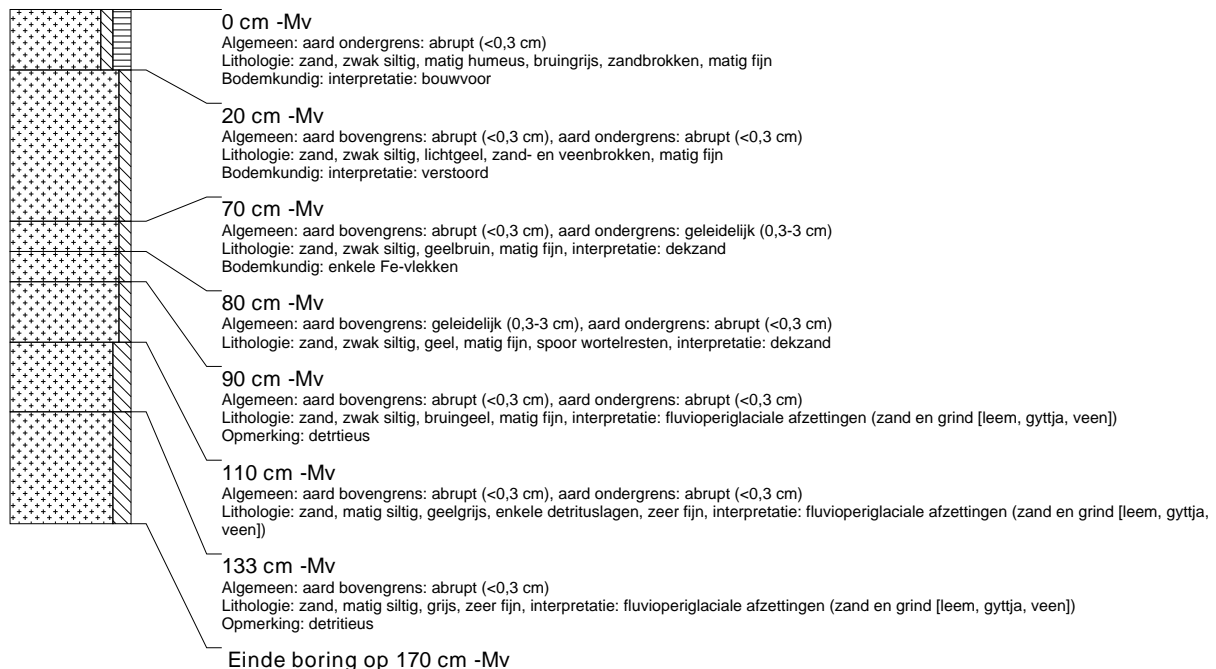 0 cm -Mv
Algemeen: aard ondergrens: abrupt (<0,3 cm)
Lithologie: zand, zwak siltig, matig humeus, bruingrijs, zandbrokken, matig fijn
Bodemkundig: interpretatie: bouwvoor
20 cm -Mv
Algemeen: aard bovengrens: abrupt (<0,3 cm), aard ondergrens: abrupt (<0,3 cm)
Lithologie: zand, zwak siltig, lichtgeel, zand- en veenbrokken, matig fijn
Bodemkundig: interpretatie: verstoord
70 cm -Mv
Algemeen: aard bovengrens: abrupt (<0,3 cm), aard ondergrens: geleidelijk (0,3-3 cm)
Lithologie: zand, zwak siltig, geelbruin, matig fijn, interpretatie: dekzand
Bodemkundig: enkele Fe-vlekken
80 cm -Mv
Algemeen: aard bovengrens: geleidelijk (0,3-3 cm), aard ondergrens: abrupt (<0,3 cm)
Lithologie: zand, zwak siltig, geel, matig fijn, spoor wortelresten, interpretatie: dekzand
90 cm -Mv
Algemeen: aard bovengrens: abrupt (<0,3 cm), aard ondergrens: abrupt (<0,3 cm)
Lithologie: zand, zwak siltig, bruingeel, matig fijn, interpretatie: fluvioperiglaciale afzettingen (zand en grind [leem, gyttja, veen])
Opmerking: detrtieus
110 cm -Mv
Algemeen: aard bovengrens: abrupt (<0,3 cm), aard ondergrens: abrupt (<0,3 cm)
Lithologie: zand, matig siltig, geelgrijs, enkele detrituslagen, zeer fijn, interpretatie: fluvioperiglaciale afzettingen (zand en grind [leem, gyttja,
veen])
133 cm -Mv
Algemeen: aard bovengrens: abrupt (<0,3 cm)
Lithologie: zand, matig siltig, grijs, zeer fijn, interpretatie: fluvioperiglaciale afzettingen (zand en grind [leem, gyttja, veen])
Opmerking: detritieus
Einde boring op 170 cm -Mv